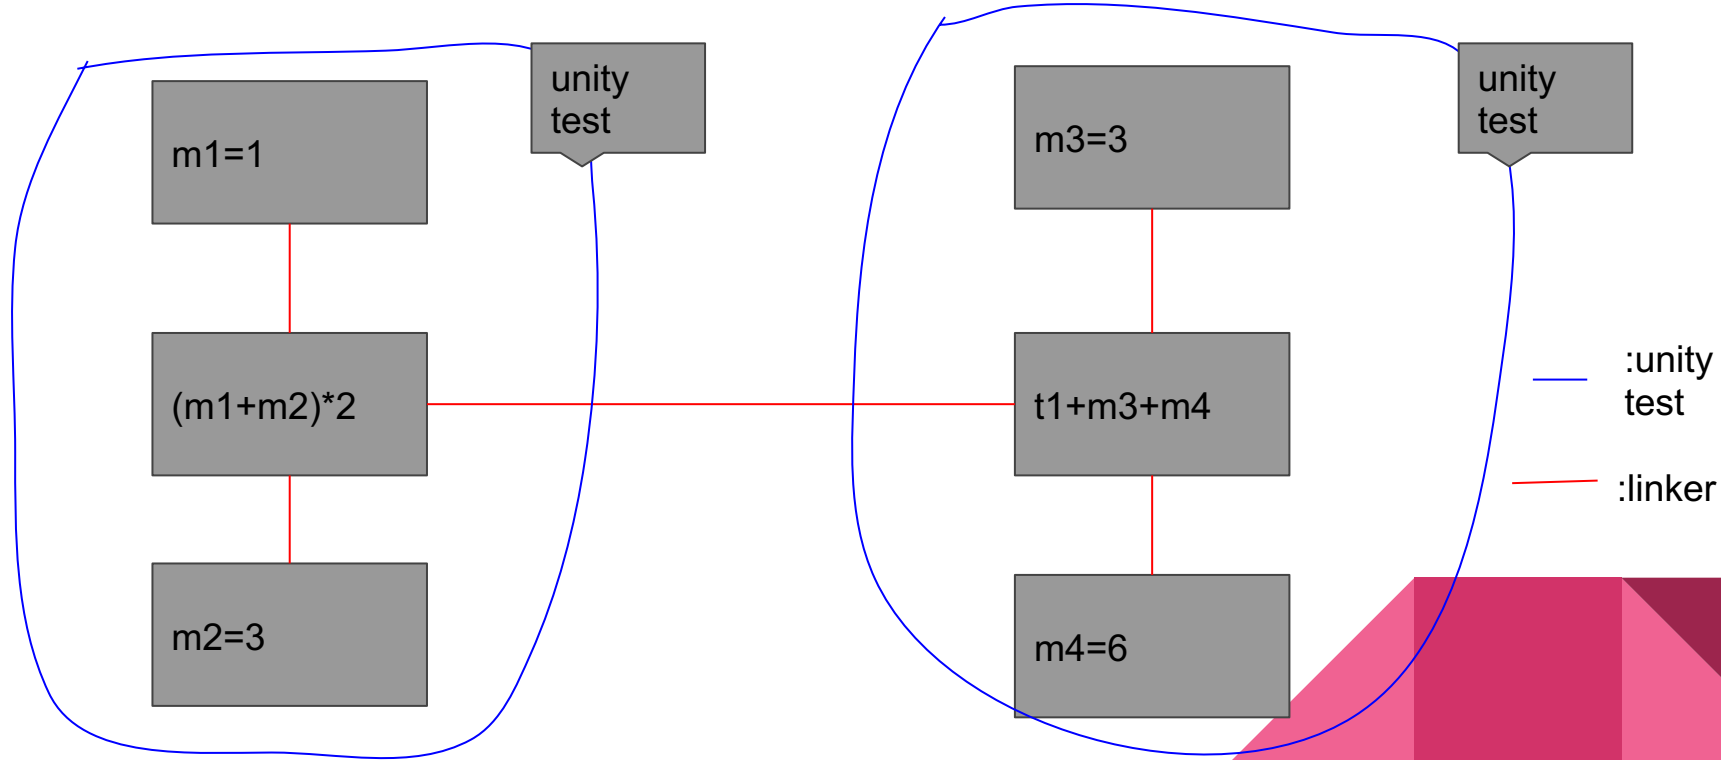 unity
test
m1=1
(m1+m2)*2
m2=3
unity
test
m3=3
t1+m3+m4
m4=6
:unity
test
:linker